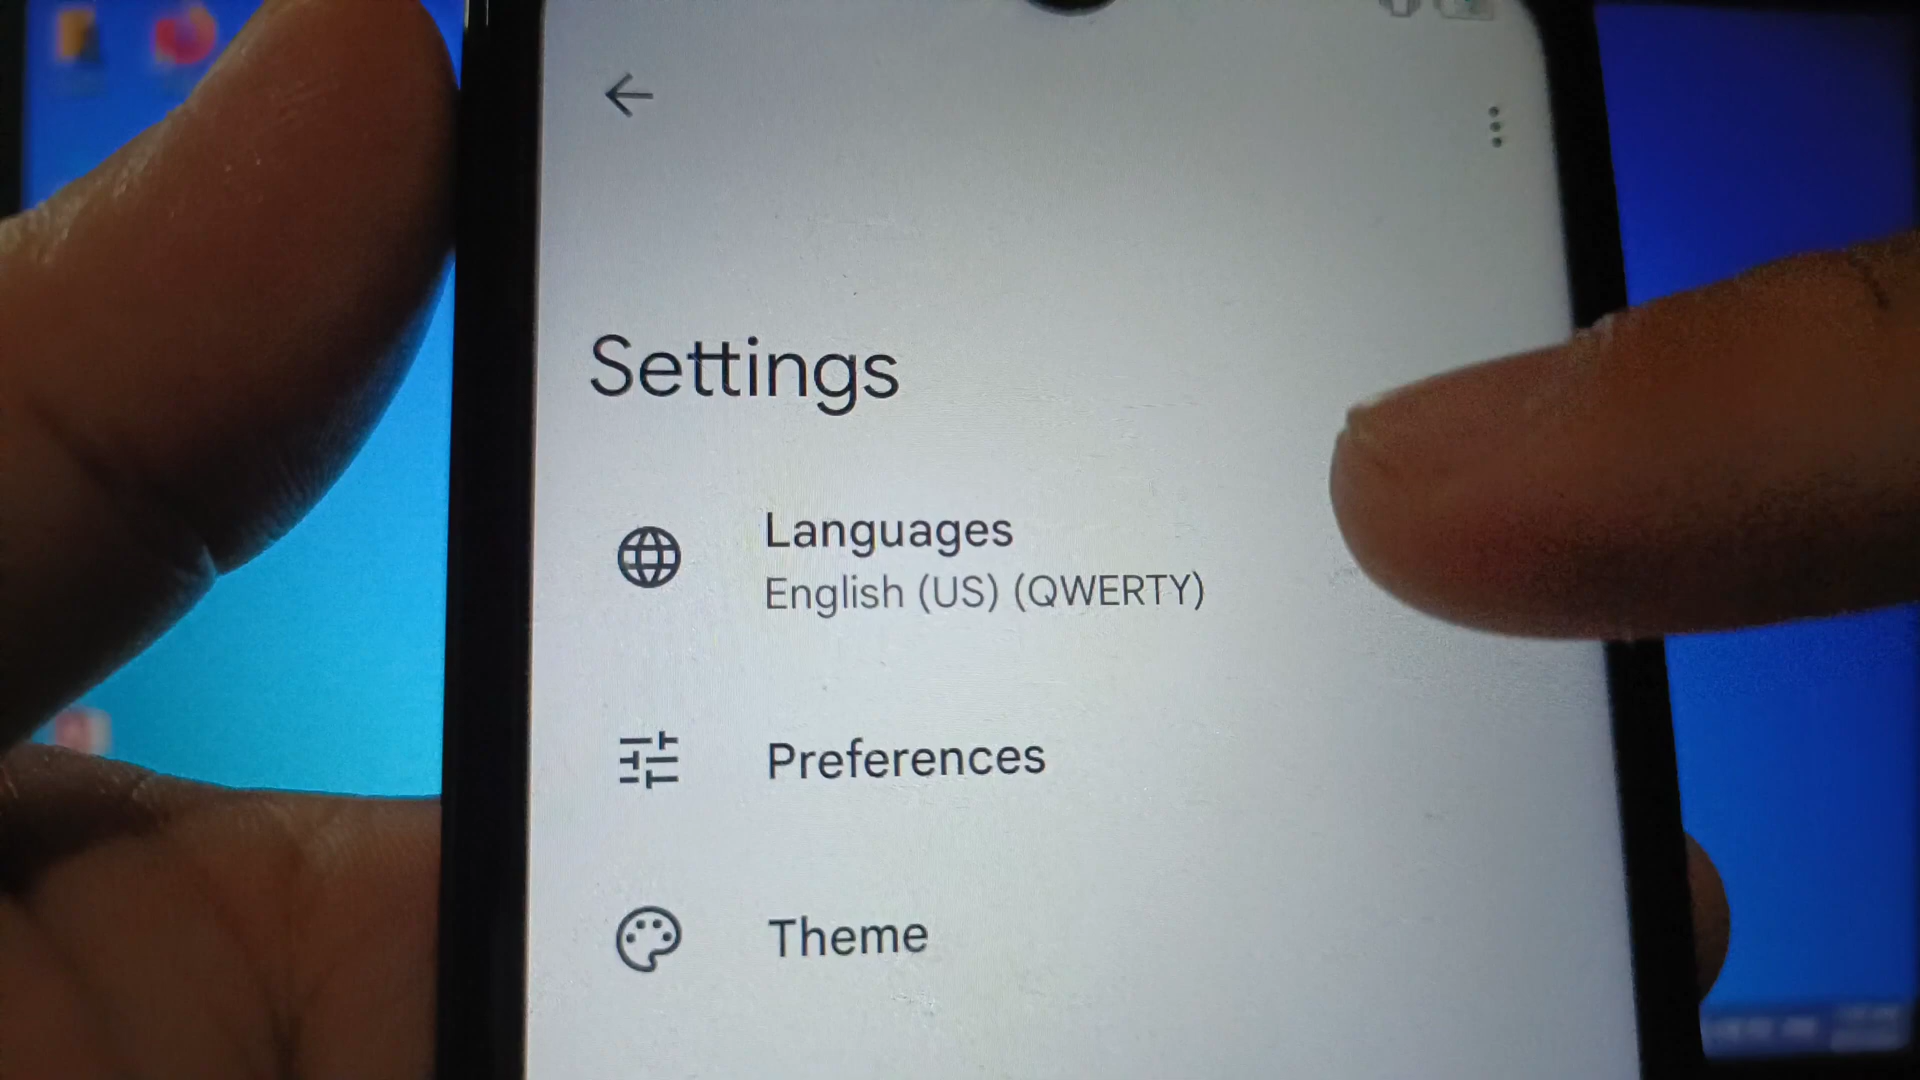 Settings
Languages
English (US) (QWERTY)
Preferences
Theme